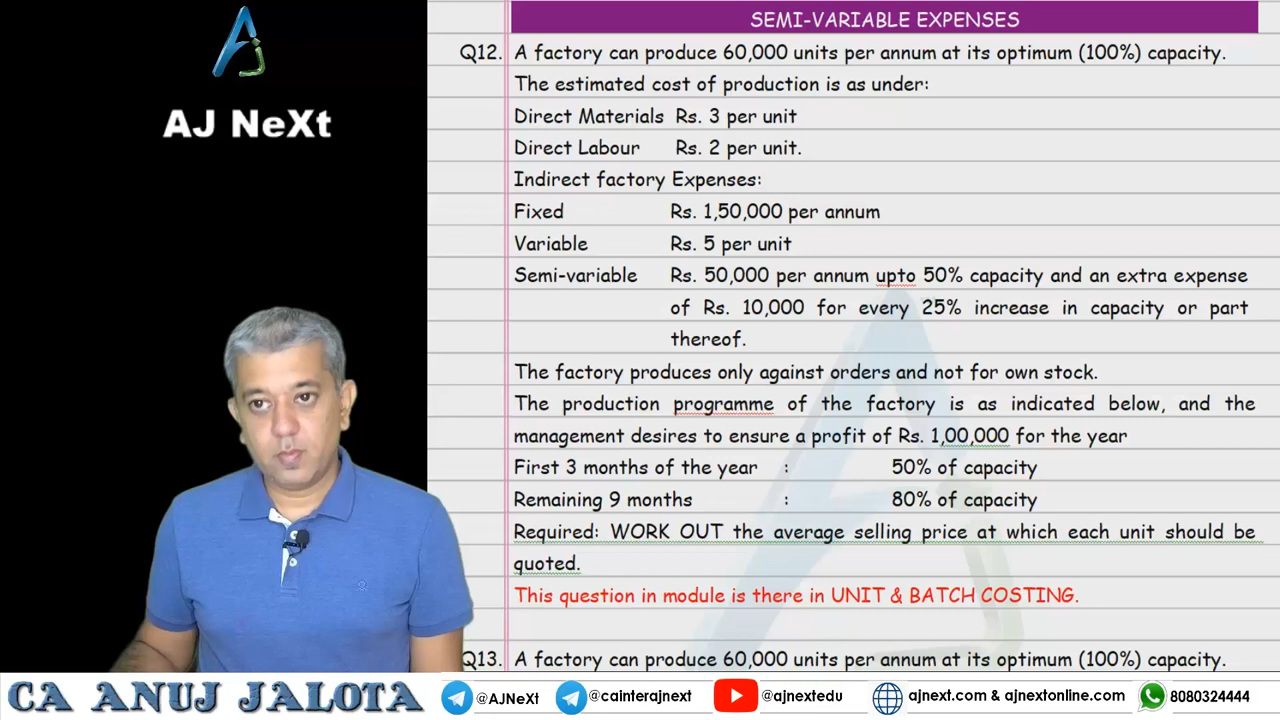 AJ NeXt
SEMI-VARIABLE EXPENSES
Q12. A factory can produce 60,000 units per annum at its optimum (100%) capacity.
The estimated cost of production is as under:
Direct Materials Rs. 3 per unit
Direct Labour Rs. 2 per unit.
Indirect factory Expenses:
Fixed Rs. 1,50,000 per annum
Variable Rs. 5 per unit
Semi-variable Rs. 50,000 per annum upto 50% capacity and an extra expense
of Rs. 10,000 for every 25% increase in capacity or part
thereof.
The factory produces only against orders and not for own stock.
The production programme of the factory is as indicated below, and the
management desires to ensure a profit of Rs. 1,00,000 for the year
First 3 months of the year : 50% of capacity
Remaining 9 months : 80% of capacity
Required: WORK OUT the average selling price at which each unit should be
quoted.
This question in module is there in UNIT & BATCH COSTING.
Q13. A factory can produce 60,000 units per annum at its optimum (100%) capacity.
CA ANUJ JALOTA @AJNeXt @cainterajnext @ajnextedu ajnext.com & ajnextonline.com 8080324444